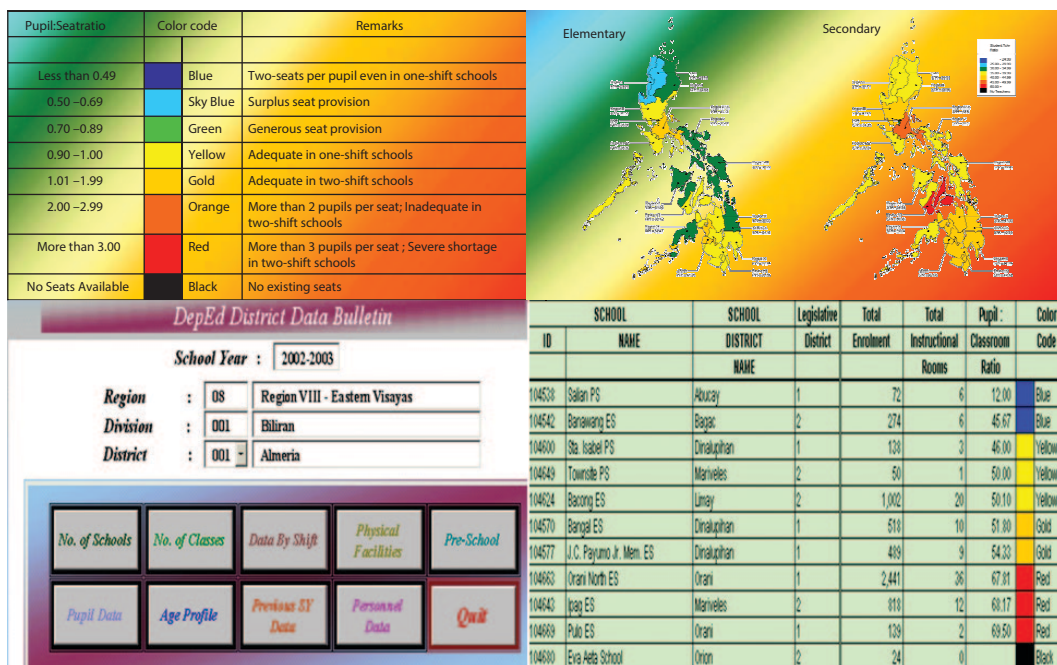 Pupil:Seatratio Color code Remarks
Less than 0.49 Blue Two-seats per pupil even in one-shift schools
0.50 –0.69 Sky Blue Surplus seat provision
0.70 –0.89 Green Generous seat provision
0.90 –1.00 Yellow Adequate in one-shift schools
1.01 –1.99 Gold Adequate in two-shift schools
2.00 –2.99 Orange More than 2 pupils per seat; Inadequate in
two-shift schools
More than 3.00 Red More than 3 pupils per seat ; Severe shortage
in two-shift schools
No Seats Available Black No existing seats
Elementary
Secondary
No Teachers
DepEd District Data Bulletin
School Year : 2002-2003
Region : 08 Region VIII - Eastern Visayas
Division : 001 Biliran
District : 001 Almeria
No. of Schools No. of Classes Data By Shift Physical Facilities Pre-School
Pupil Data Age Profile Previous SY Data Personnel Data Quit
SCHOOL SCHOOL Legislative Total Total Pupil : Color
ID NAME DISTRICT District Enrolment Instructional Classroom Code
NAME Rooms Ratio
104538 Salian PS Abucay 1 72 6 12.00 Blue
104542 Banawang ES Bagac 2 274 6 45.67 Blue
104600 Sta. Isabel PS Dinalupihan 1 138 3 46.00 Yellow
104649 Townsite PS Mariveles 2 50 1 50.00 Yellow
104624 Bacong ES Limay 2 1,002 20 50.10 Yellow
104570 Bangal ES Dinalupihan 1 518 10 51.80 Gold
104577 J.C. Payumo Jr. Mem. ES Dinalupihan 1 489 9 54.33 Gold
104663 Orani North ES Orani 1 2,441 36 67.81 Red
104643 Ipag ES Mariveles 2 818 12 68.17 Red
104669 Pulo ES Orani 1 139 2 69.50 Red
104680 Eva Aeta School Orion 2 24 0 Black